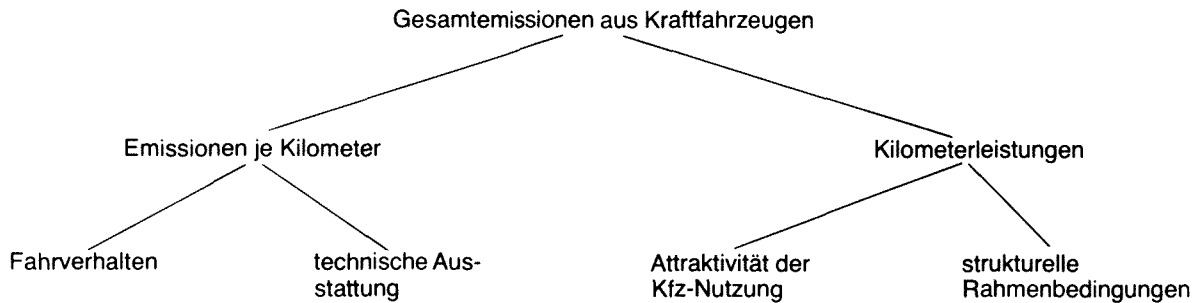 Gesamtemissionen aus Kraftfahrzeugen
Emissionen je Kilometer
Kilometerleistungen
Fahrverhalten
technische Aus-
stattung
Attraktivität der
Kfz-Nutzung
strukturelle
Rahmenbedingungen